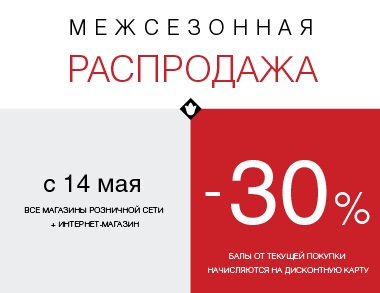 МЕЖСЕЗОННАЯ
РАСПРОДАЖА
с 14 мая
ВСЕ МАГАЗИНЫ РОЗНИЧНОЙ СЕТИ
+ ИНТЕРНЕТ-МАГАЗИН
-30%
БАЛЫ ОТ ТЕКУЩЕЙ ПОКУПКИ
НАЧИСЛЯЮТСЯ НА ДИСКОНТНУЮ КАРТУ